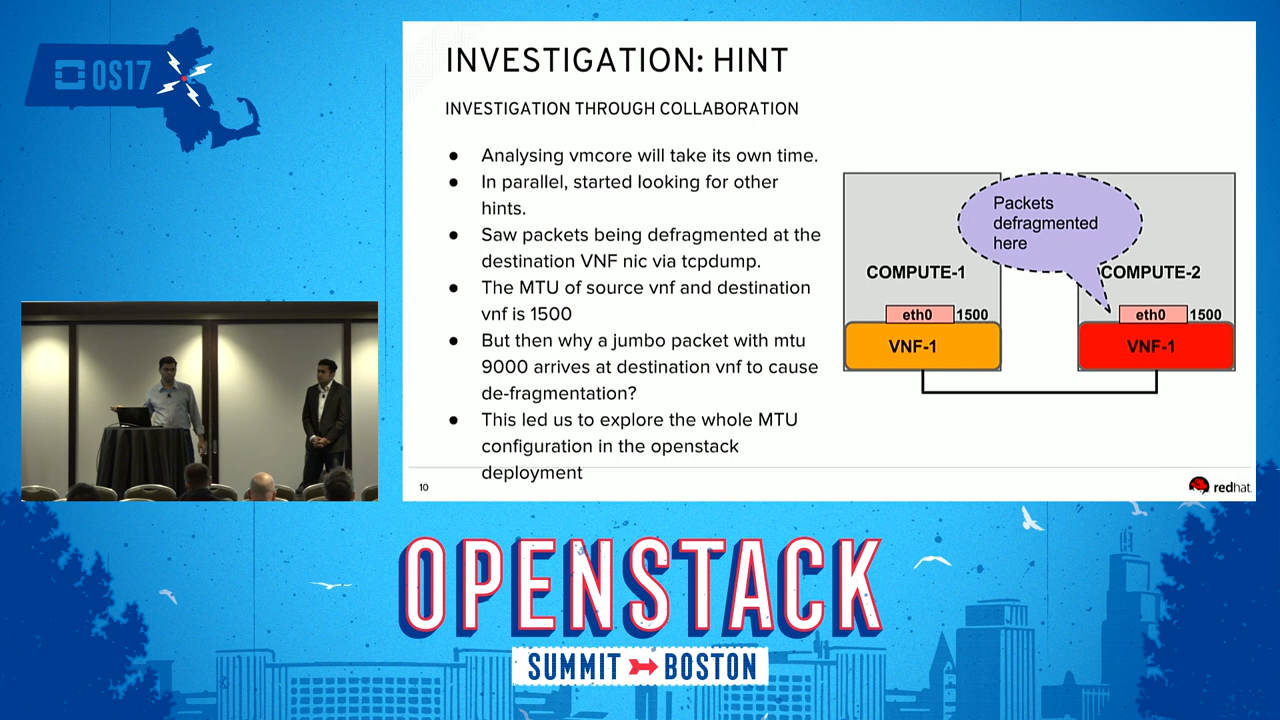 OS17
INVESTIGATION: HINT
INVESTIGATION THROUGH COLLABORATION
● Analysing vmcore will take its own time.
● In parallel, started looking for other
hints.
● Saw packets being defragmented at the
destination VNF nic via tcpdump.
● The MTU of source vnf and destination
vnf is 1500
● But then why a jumbo packet with mtu
9000 arrives at destination vnf to cause
de-fragmentation?
● This led us to explore the whole MTU
configuration in the openstack
deployment
Packets
defragmented
here
COMPUTE-1
COMPUTE-2
eth0 1500
eth0 1500
VNF-1
VNF-1
10
redhat.
OPENSTACK
SUMMIT BOSTON